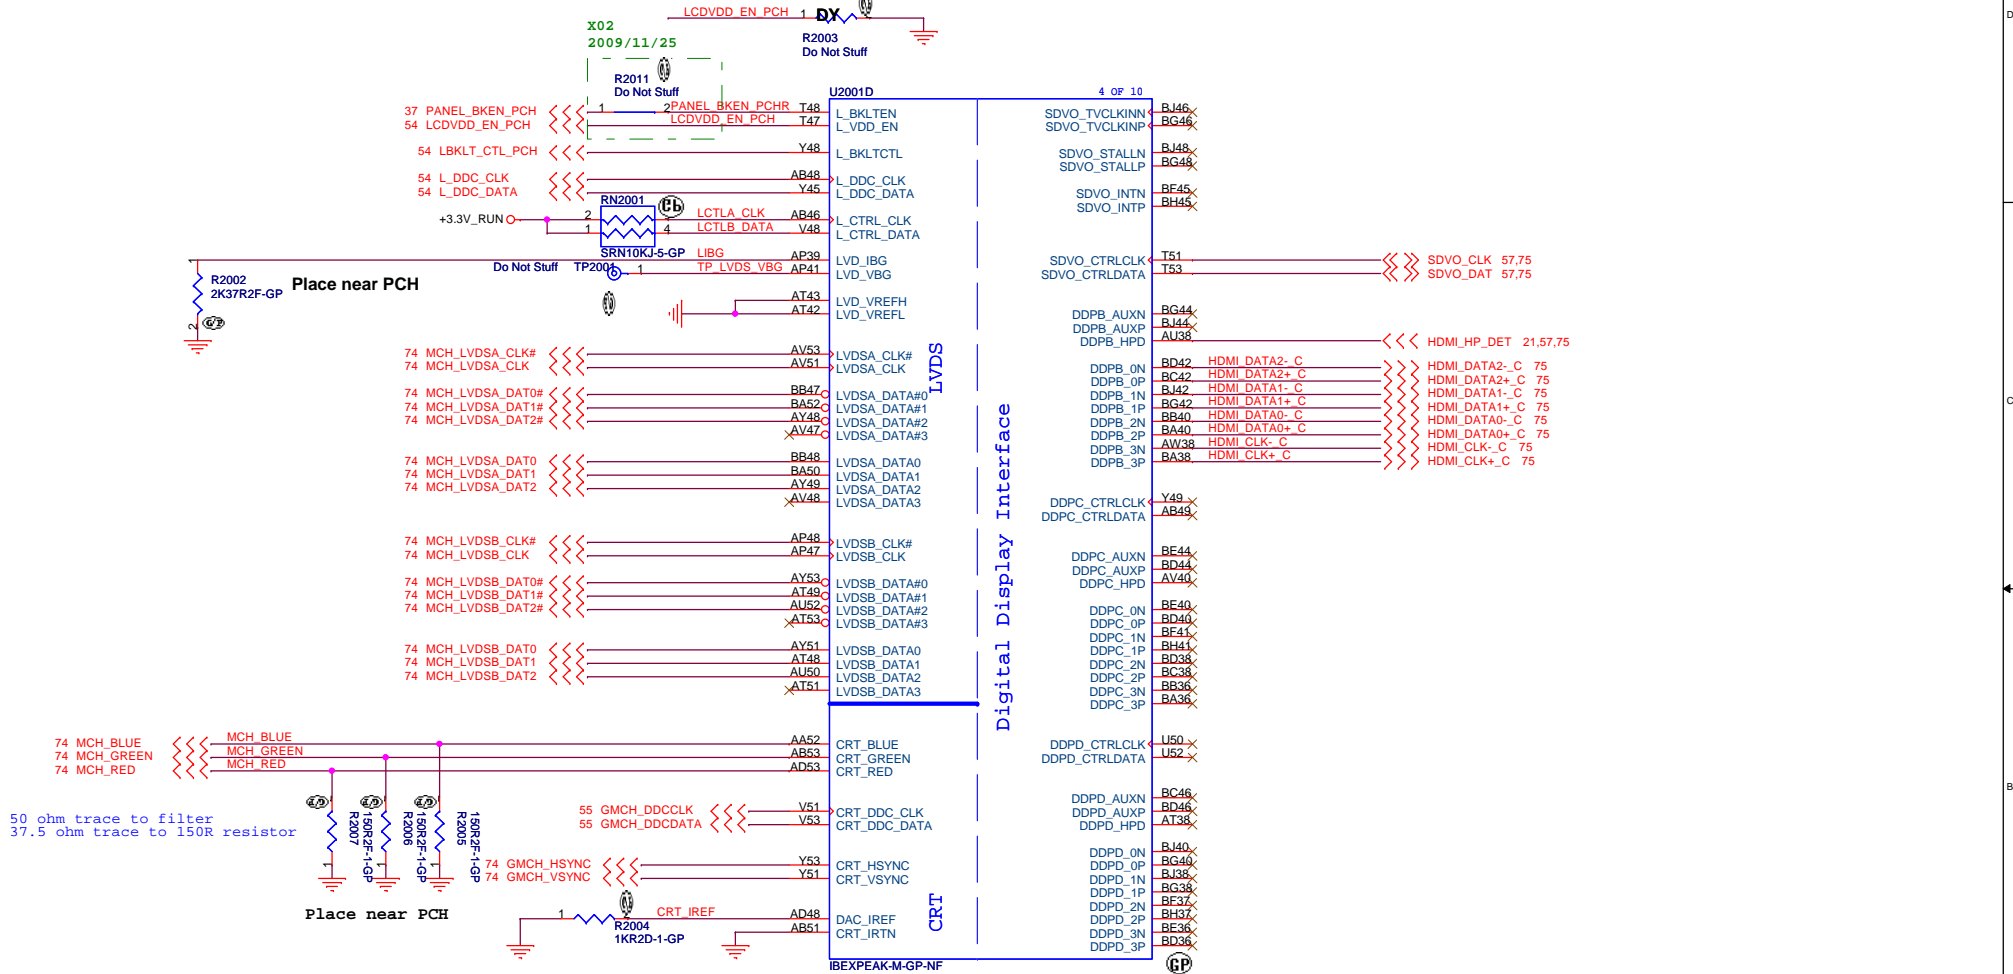 LCDVDD_EN_PCH 1 DY
R2003
Do Not Stuff
X02
2009/11/25
R2011
Do Not Stuff
U2001D 4 OF 10
37 PANEL_BKEN_PCH 1 2 PANEL_BKEN_PCHR T48 L_BKLTEN
54 LCDVDD_EN_PCH LCDVDD_EN_PCH T47 L_VDD_EN
54 LBKLT_CTL_PCH Y48 L_BKLTCTL
54 L_DDC_CLK AB48 L_DDC_CLK
54 L_DDC_DATA Y45 L_DDC_DATA
RN2001
+3.3V_RUN 2 LCTLA_CLK AB46 L_CTRL_CLK
1 4 LCTLB_DATA V48 L_CTRL_DATA
SRN10KJ-5-GP
1 LIBG AP39 LVD_IBG
Do Not Stuff TP2001 1 TP_LVDS_VBG AP41 LVD_VBG
R2002
2K37R2F-GP
2
Place near PCH
AT43 LVD_VREFH
AT42 LVD_VREFL
74 MCH_LVDSA_CLK# AV53 LVDSA_CLK#
74 MCH_LVDSA_CLK AV51 LVDSA_CLK
74 MCH_LVDSA_DAT0# BB47 LVDSA_DATA#0
74 MCH_LVDSA_DAT1# BA52 LVDSA_DATA#1
74 MCH_LVDSA_DAT2# AY48 LVDSA_DATA#2
AV47 LVDSA_DATA#3
74 MCH_LVDSA_DAT0 BB48 LVDSA_DATA0
74 MCH_LVDSA_DAT1 BA50 LVDSA_DATA1
74 MCH_LVDSA_DAT2 AY49 LVDSA_DATA2
AV48 LVDSA_DATA3
74 MCH_LVDSB_CLK# AP48 LVDSB_CLK#
74 MCH_LVDSB_CLK AP47 LVDSB_CLK
74 MCH_LVDSB_DAT0# AY53 LVDSB_DATA#0
74 MCH_LVDSB_DAT1# AT49 LVDSB_DATA#1
74 MCH_LVDSB_DAT2# AU52 LVDSB_DATA#2
AT53 LVDSB_DATA#3
74 MCH_LVDSB_DAT0 AY51 LVDSB_DATA0
74 MCH_LVDSB_DAT1 AT48 LVDSB_DATA1
74 MCH_LVDSB_DAT2 AU50 LVDSB_DATA2
AT51 LVDSB_DATA3
LVDS
74 MCH_BLUE MCH_BLUE AA52 CRT_BLUE
74 MCH_GREEN MCH_GREEN AB53 CRT_GREEN
74 MCH_RED MCH_RED AD53 CRT_RED
50 ohm trace to filter
37.5 ohm trace to 150R resistor
R2007
150R2F-1-GP
R2006
150R2F-1-GP
R2005
150R2F-1-GP
1 1 1
Place near PCH
55 GMCH_DDCCLK V51 CRT_DDC_CLK
55 GMCH_DDCDATA V53 CRT_DDC_DATA
74 GMCH_HSYNC Y53 CRT_HSYNC
74 GMCH_VSYNC Y51 CRT_VSYNC
1 2 CRT_IREF AD48 DAC_IREF
R2004
1KR2D-1-GP
AB51 CRT_IRTN
CRT
IBEXPEAK-M-GP-NF
Digital Display Interface
SDVO_TVCLKINN BJ46
SDVO_TVCLKINP BG46
SDVO_STALLN BJ48
SDVO_STALLP BG48
SDVO_INTN BF45
SDVO_INTP BH45
SDVO_CTRLCLK T51 SDVO_CLK 57,75
SDVO_CTRLDATA T53 SDVO_DAT 57,75
DDPB_AUXN BG44
DDPB_AUXP BJ44
DDPB_HPD AU38 HDMI_HP_DET 21,57,75
DDPB_0N BD42 HDMI_DATA2-_C HDMI_DATA2-_C 75
DDPB_0P BC42 HDMI_DATA2+_C HDMI_DATA2+_C 75
DDPB_1N BJ42 HDMI_DATA1-_C HDMI_DATA1-_C 75
DDPB_1P BG42 HDMI_DATA1+_C HDMI_DATA1+_C 75
DDPB_2N BB40 HDMI_DATA0-_C HDMI_DATA0-_C 75
DDPB_2P BA40 HDMI_DATA0+_C HDMI_DATA0+_C 75
DDPB_3N AW38 HDMI_CLK-_C HDMI_CLK-_C 75
DDPB_3P BA38 HDMI_CLK+_C HDMI_CLK+_C 75
DDPC_CTRLCLK Y49
DDPC_CTRLDATA AB49
DDPC_AUXN BE44
DDPC_AUXP BD44
DDPC_HPD AV40
DDPC_0N BE40
DDPC_0P BD40
DDPC_1N BF41
DDPC_1P BH41
DDPC_2N BD38
DDPC_2P BC38
DDPC_3N BB36
DDPC_3P BA36
DDPD_CTRLCLK U50
DDPD_CTRLDATA U52
DDPD_AUXN BC46
DDPD_AUXP BD46
DDPD_HPD AT38
DDPD_0N BJ40
DDPD_0P BG40
DDPD_1N BJ38
DDPD_1P BG38
DDPD_2N BF37
DDPD_2P BH37
DDPD_3N BE36
DDPD_3P BD36
GP
D
C
B